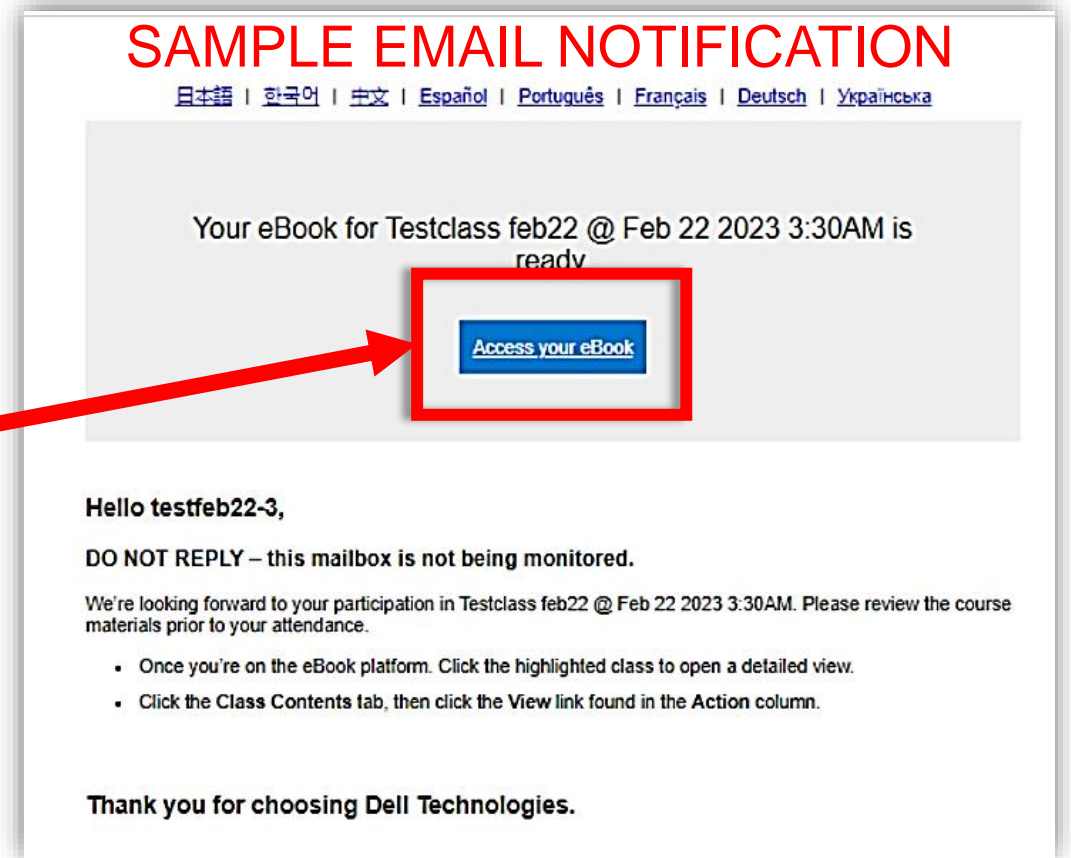 SAMPLE EMAIL NOTIFICATION
日本語 | 한국어 | 中文 | Español | Português | Français | Deutsch | Українська
Your eBook for Testclass feb22 @ Feb 22 2023 3:30AM is
ready
Access your eBook
Hello testfeb22-3,
DO NOT REPLY – this mailbox is not being monitored.
We're looking forward to your participation in Testclass feb22 @ Feb 22 2023 3:30AM. Please review the course
materials prior to your attendance.
• Once you're on the eBook platform. Click the highlighted class to open a detailed view.
• Click the Class Contents tab, then click the View link found in the Action column.
Thank you for choosing Dell Technologies.